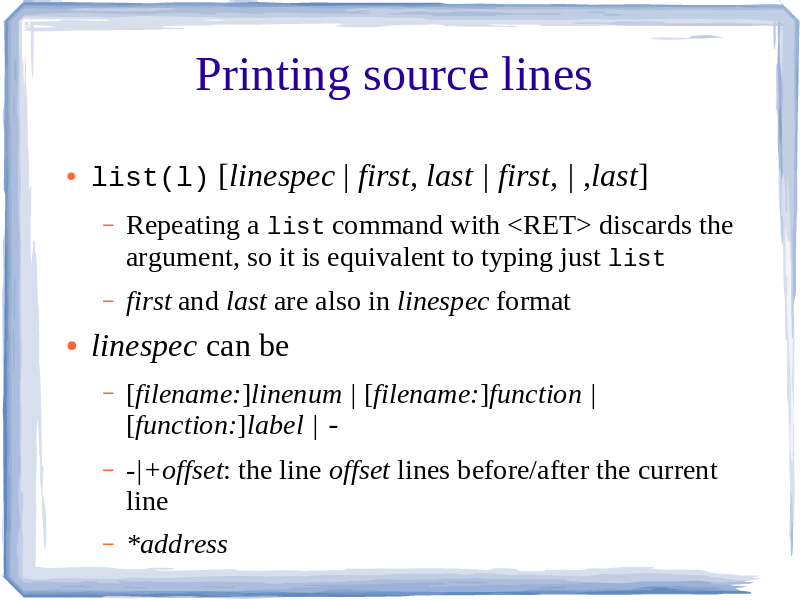 Printing source lines
• list(l) [linespec | first, last | first, | ,last]
– Repeating a list command with <RET> discards the
argument, so it is equivalent to typing just list
– first and last are also in linespec format
• linespec can be
– [filename:]linenum | [filename:]function |
[function:]label | -
– -|+offset: the line offset lines before/after the current
line
– *address